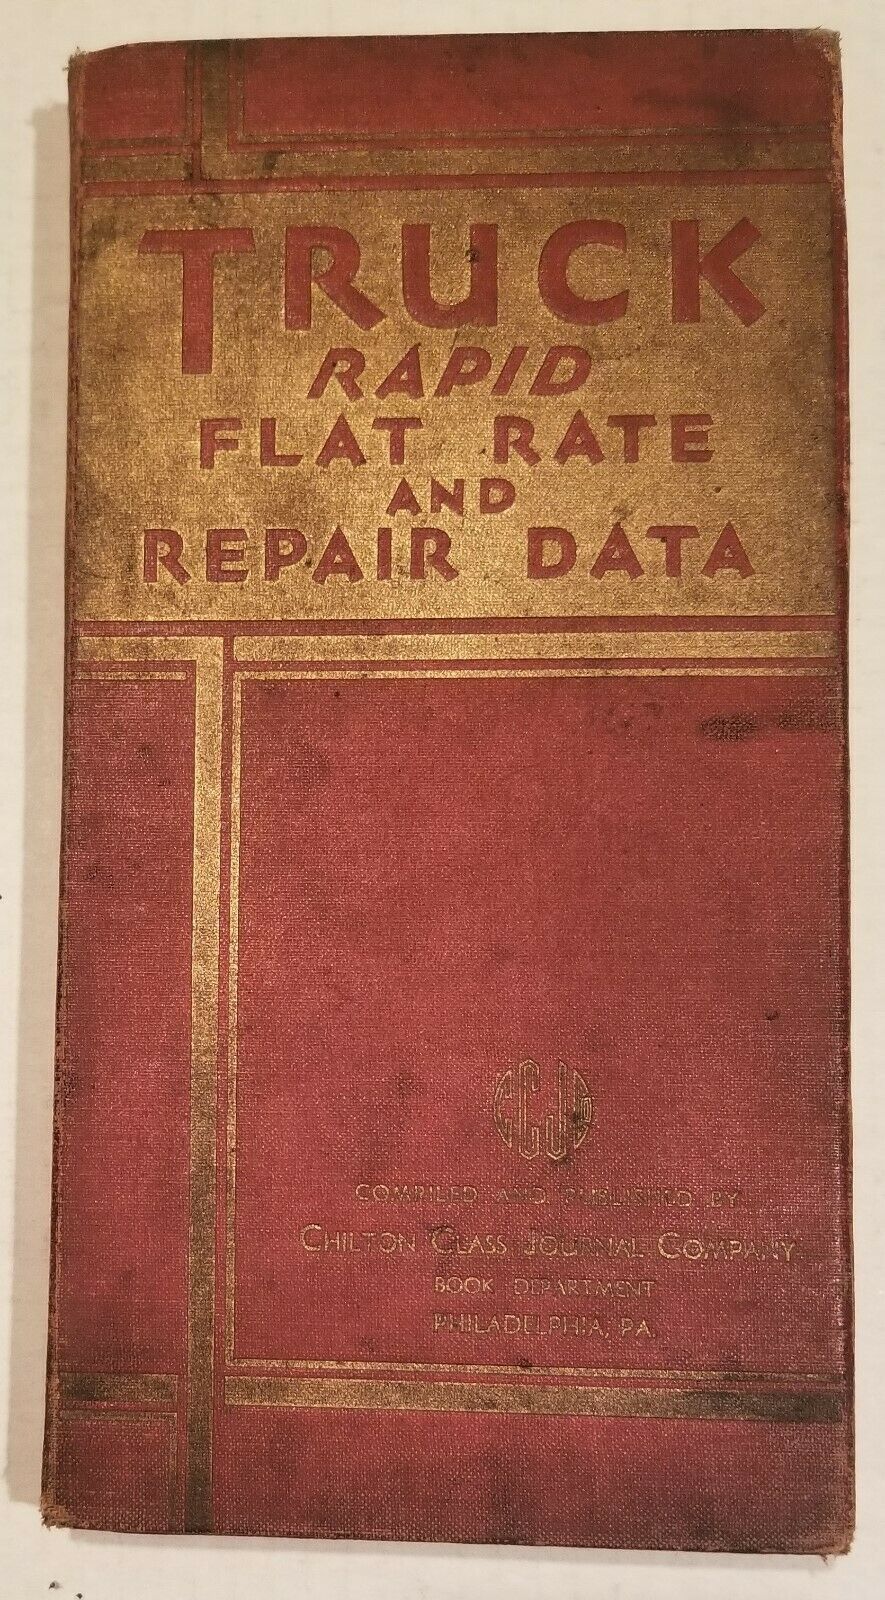 TRUCK
RAPID
FLAT RATE
AND
REPAIR DATA
CCJCo
COMPILED AND PUBLISHED BY
CHILTON CLASS JOURNAL COMPANY
BOOK DEPARTMENT
PHILADELPHIA, PA.